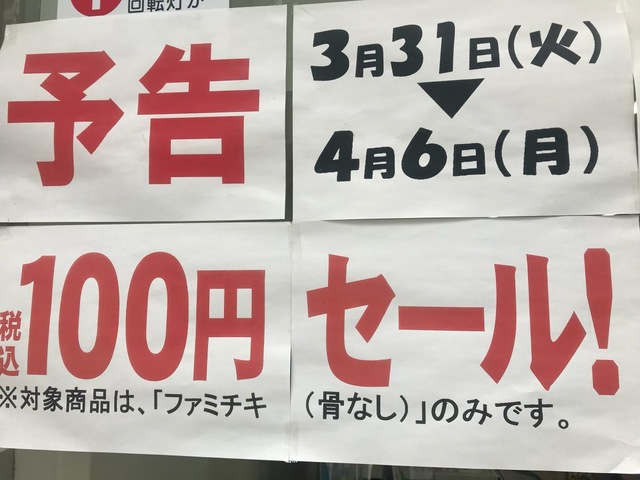 回転灯が
予告
3月31日(火)
▼
4月6日(月)
税込100円セール!
※対象商品は、「ファミチキ(骨なし)」のみです。